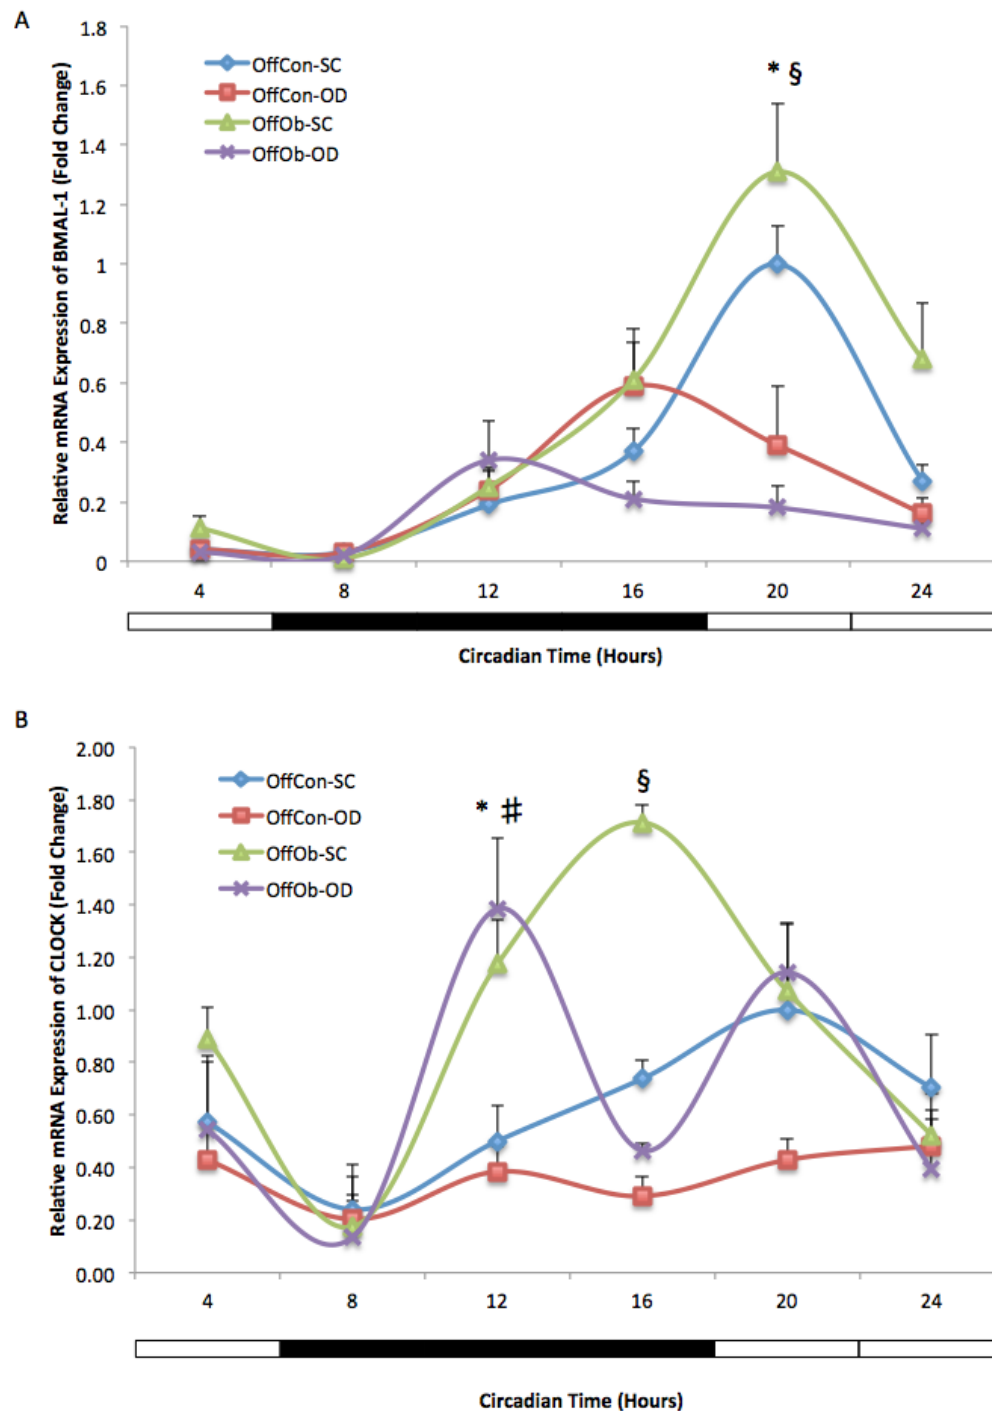 A
Relative mRNA Expression of BMAL-1 (Fold Change)
1.8
1.6
1.4
1.2
1
0.8
0.6
0.4
0.2
0
OffCon-SC
OffCon-OD
OffOb-SC
OffOb-OD
* §
4 8 12 16 20 24
Circadian Time (Hours)
B
Relative mRNA Expression of CLOCK (Fold Change)
2.00
1.80
1.60
1.40
1.20
1.00
0.80
0.60
0.40
0.20
0.00
OffCon-SC
OffCon-OD
OffOb-SC
OffOb-OD
* #
§
4 8 12 16 20 24
Circadian Time (Hours)